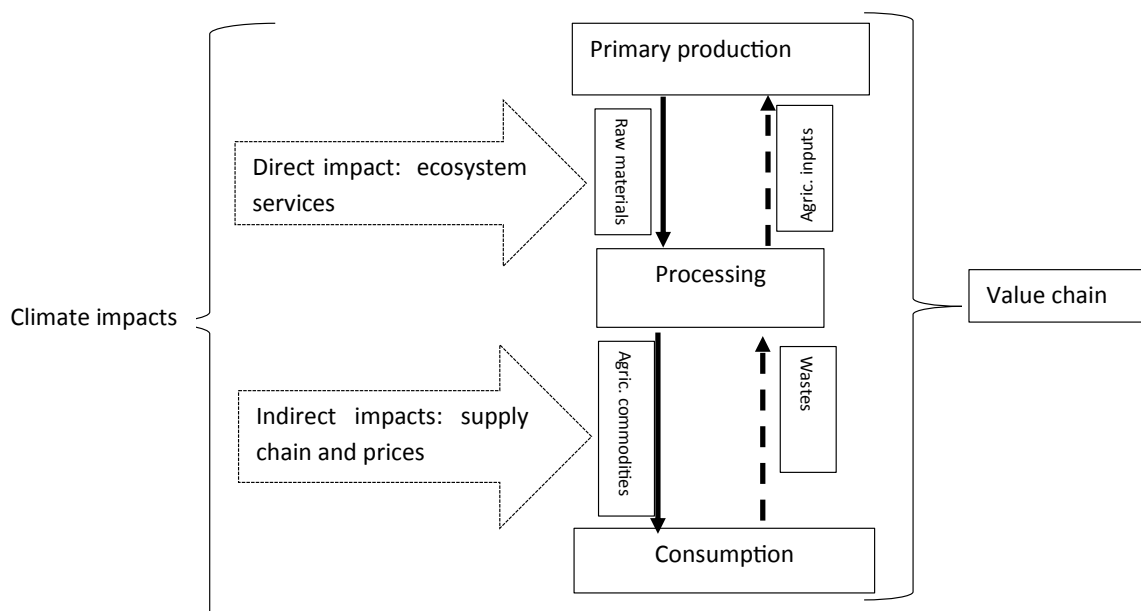 Primary production
Raw materials
Agric. inputs
Direct impact: ecosystem
services
Processing
Value chain
Climate impacts
Agric. commodities
Wastes
Indirect impacts: supply
chain and prices
Consumption